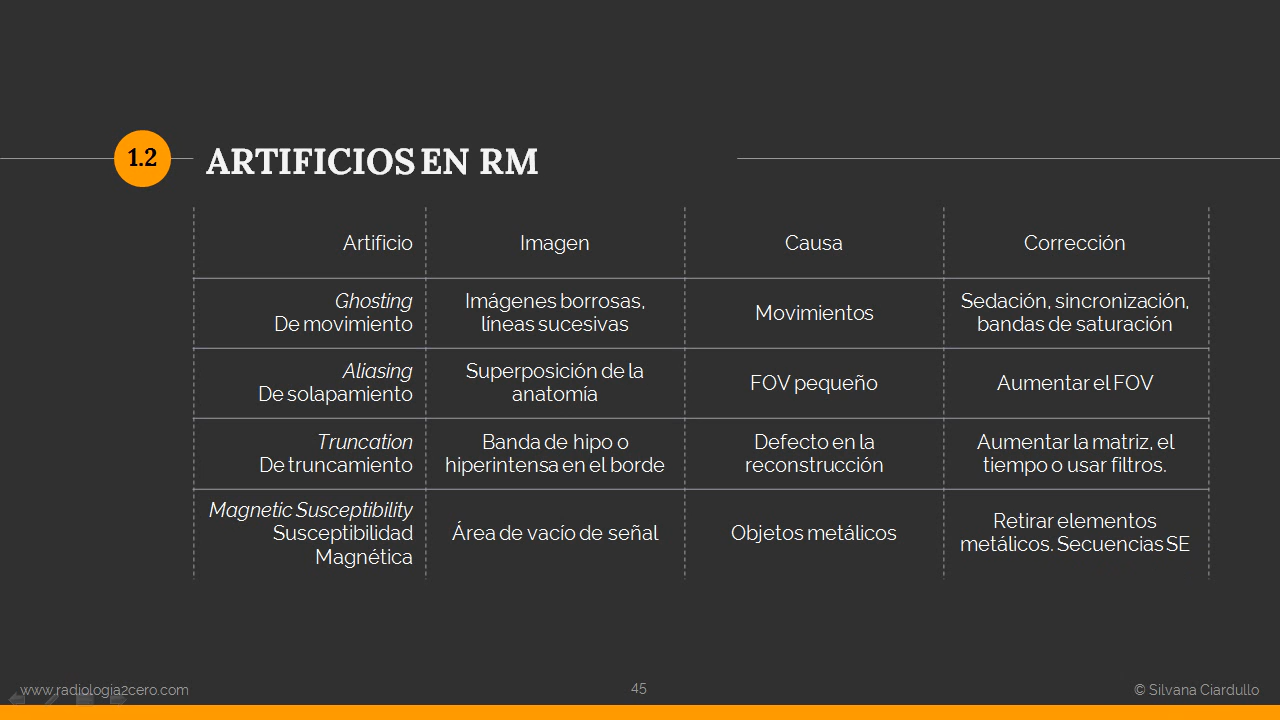 1.2
ARTIFICIOS EN RM
Artificio
Imagen
Causa
Corrección
Ghosting
De movimiento
Imágenes borrosas,
líneas sucesivas
Movimientos
Sedación, sincronización,
bandas de saturación
Aliasing
De solapamiento
Superposición de la
anatomía
FOV pequeño
Aumentar el FOV
Truncation
De truncamiento
Banda de hipo o
hiperintensa en el borde
Defecto en la
reconstrucción
Aumentar la matriz, el
tiempo o usar filtros.
Magnetic Susceptibility
Susceptibilidad
Magnética
Área de vacío de señal
Objetos metálicos
Retirar elementos
metálicos. Secuencias SE
www.radiologia2cero.com
45
© Silvana Ciardullo